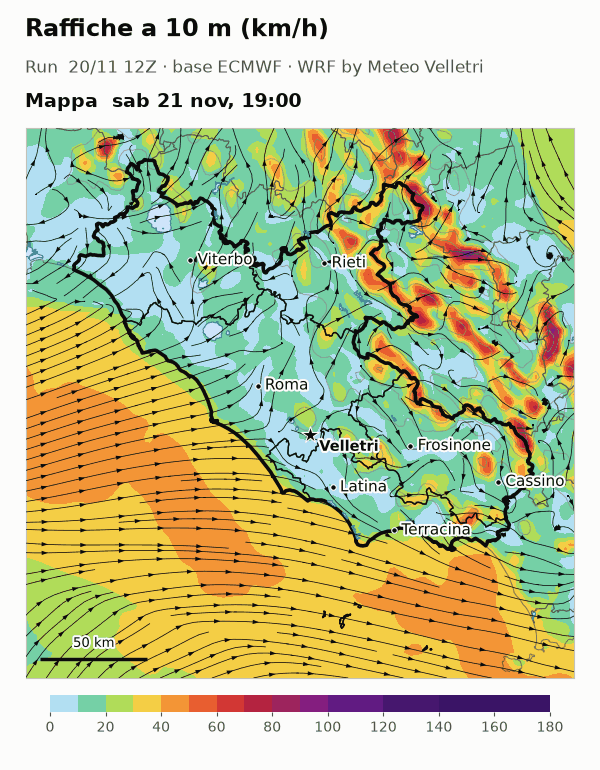 Raffiche a 10 m (km/h)
Run 20/11 12Z · base ECMWF · WRF by Meteo Velletri
Mappa sab 21 nov, 19:00
Viterbo
Rieti
Roma
Velletri
Frosinone
Cassino
Latina
Terracina
50 km
0 20 40 60 80 100 120 140 160 180